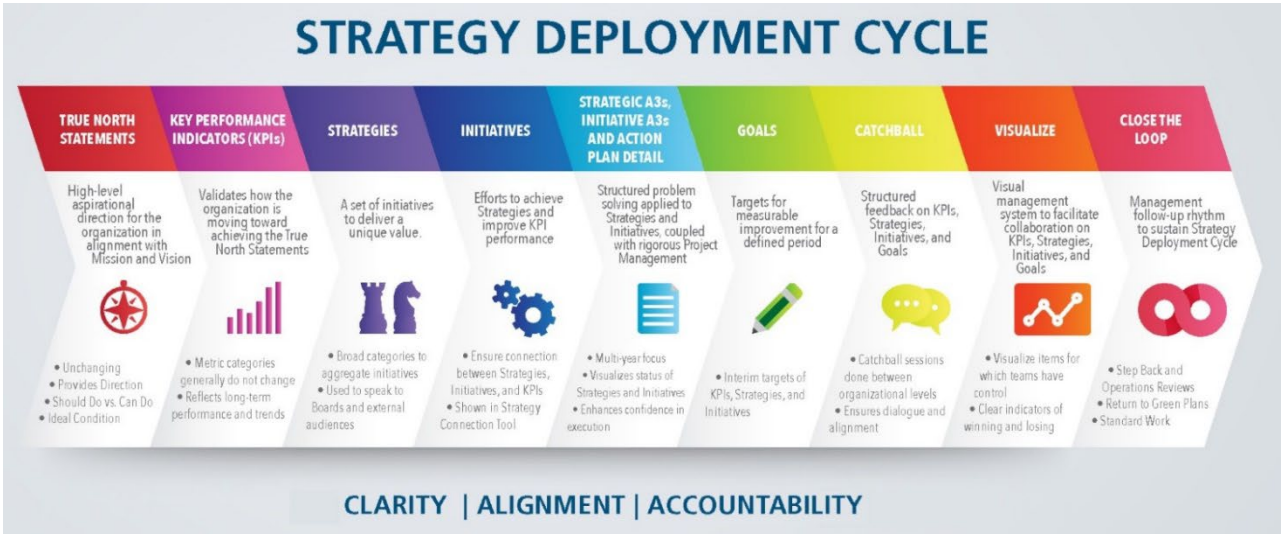 STRATEGY DEPLOYMENT CYCLE
TRUE NORTH
STATEMENTS
High-level
aspirational
direction for the
organization in
alignment with
Mission and Vision
• Unchanging
• Provides Direction
• Should Do vs. Can Do
• Ideal Condition
KEY PERFORMANCE
INDICATORS (KPIs)
Validates how the
organization is
moving toward
achieving the True
North Statements
• Metric categories
generally do not change
• Reflects long-term
performance and trends
STRATEGIES
A set of initiatives
to deliver a
unique value.
• Broad categories to
aggregate initiatives
• Used to speak to
Boards and external
audiences
INITIATIVES
Efforts to achieve
Strategies and
improve KPI
performance
• Ensure connection
between Strategies,
Initiatives, and KPIs
• Shown in Strategy
Connection Tool
STRATEGIC A3s,
INITIATIVE A3s
AND ACTION
PLAN DETAIL
Structured problem
solving applied to
Strategies and
Initiatives, coupled
with rigorous Project
Management
• Multi-year focus
• Visualizes status of
Strategies and Initiatives
• Enhances confidence in
execution
GOALS
Targets for
measurable
improvement for a
defined period
• Interim targets of
KPIs, Strategies, and
Initiatives
CATCHBALL
Structured
feedback on KPIs,
Strategies,
Initiatives, and
Goals
• Catchball sessions
done between
organizational levels
• Ensures dialogue and
alignment
VISUALIZE
Visual
management
system to facilitate
collaboration on
KPIs, Strategies,
Initiatives, and
Goals
• Visualize items for
which teams have
control
• Clear indicators of
winning and losing
CLOSE THE
LOOP
Management
follow-up rhythm
to sustain Strategy
Deployment Cycle
• Step Back and
Operations Reviews
• Return to Green Plans
• Standard Work
CLARITY | ALIGNMENT | ACCOUNTABILITY